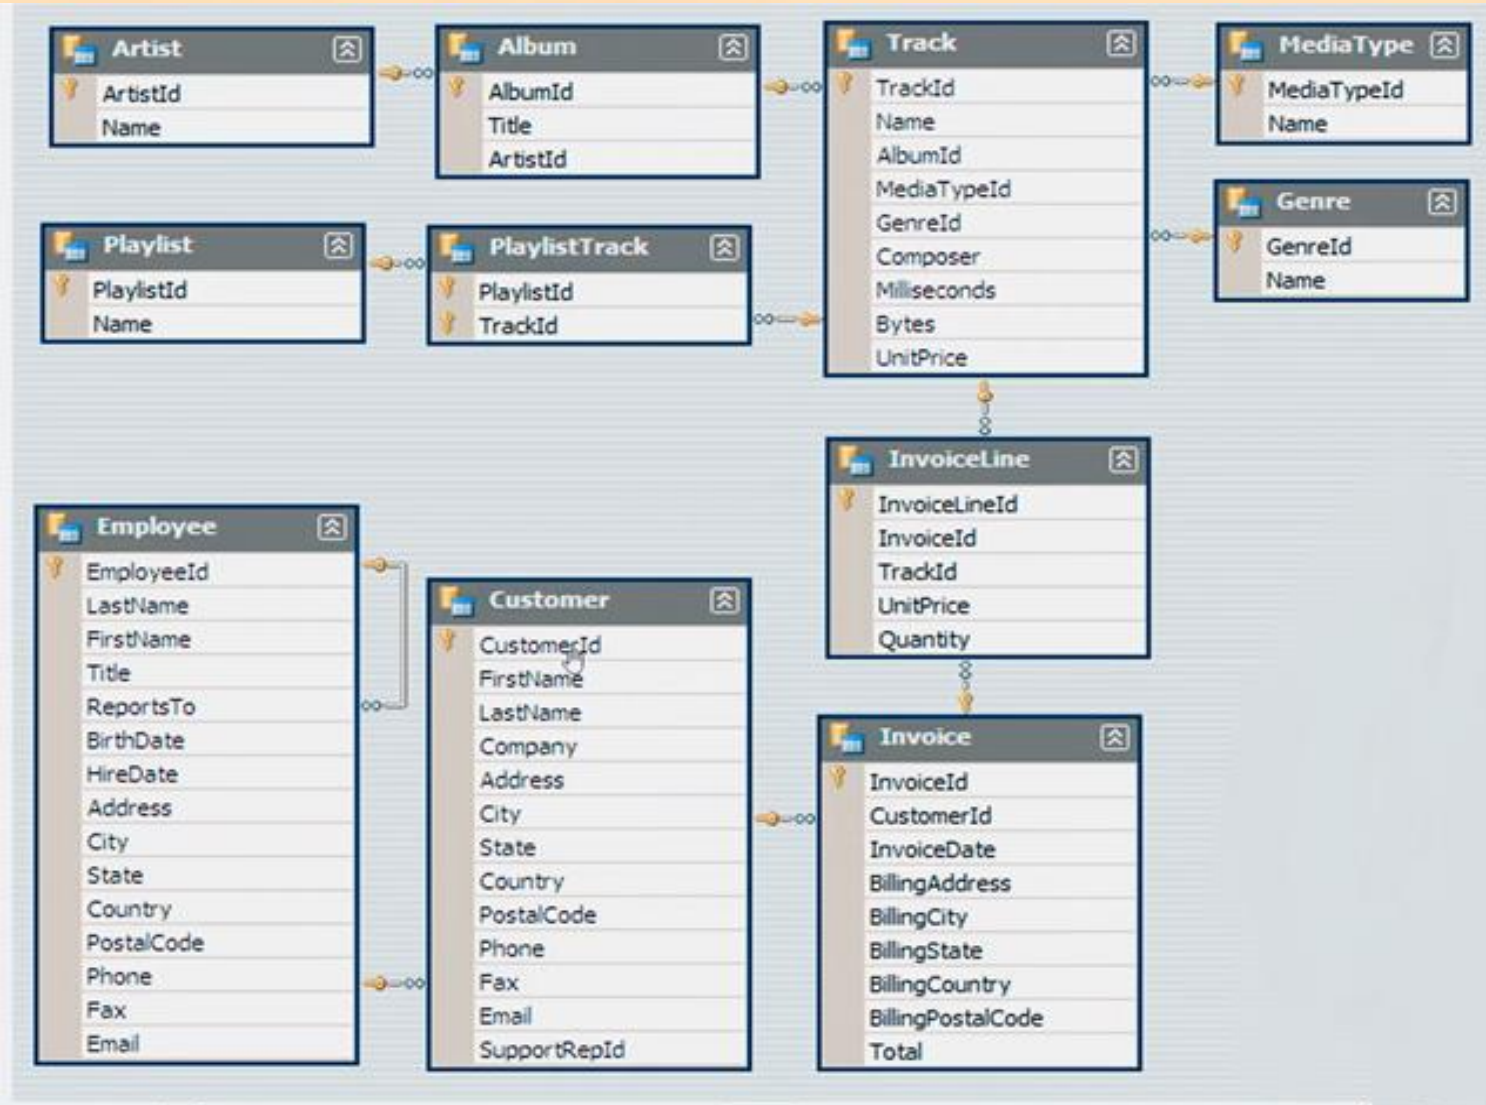 Artist
ArtistId
Name
Album
AlbumId
Title
ArtistId
Track
TrackId
Name
AlbumId
MediaTypeId
GenreId
Composer
Milliseconds
Bytes
UnitPrice
MediaType
MediaTypeId
Name
Genre
GenreId
Name
Playlist
PlaylistId
Name
PlaylistTrack
PlaylistId
TrackId
InvoiceLine
InvoiceLineId
InvoiceId
TrackId
UnitPrice
Quantity
Employee
EmployeeId
LastName
FirstName
Title
ReportsTo
BirthDate
HireDate
Address
City
State
Country
PostalCode
Phone
Fax
Email
Customer
CustomerId
FirstName
LastName
Company
Address
City
State
Country
PostalCode
Phone
Fax
Email
SupportRepId
Invoice
InvoiceId
CustomerId
InvoiceDate
BillingAddress
BillingCity
BillingState
BillingCountry
BillingPostalCode
Total